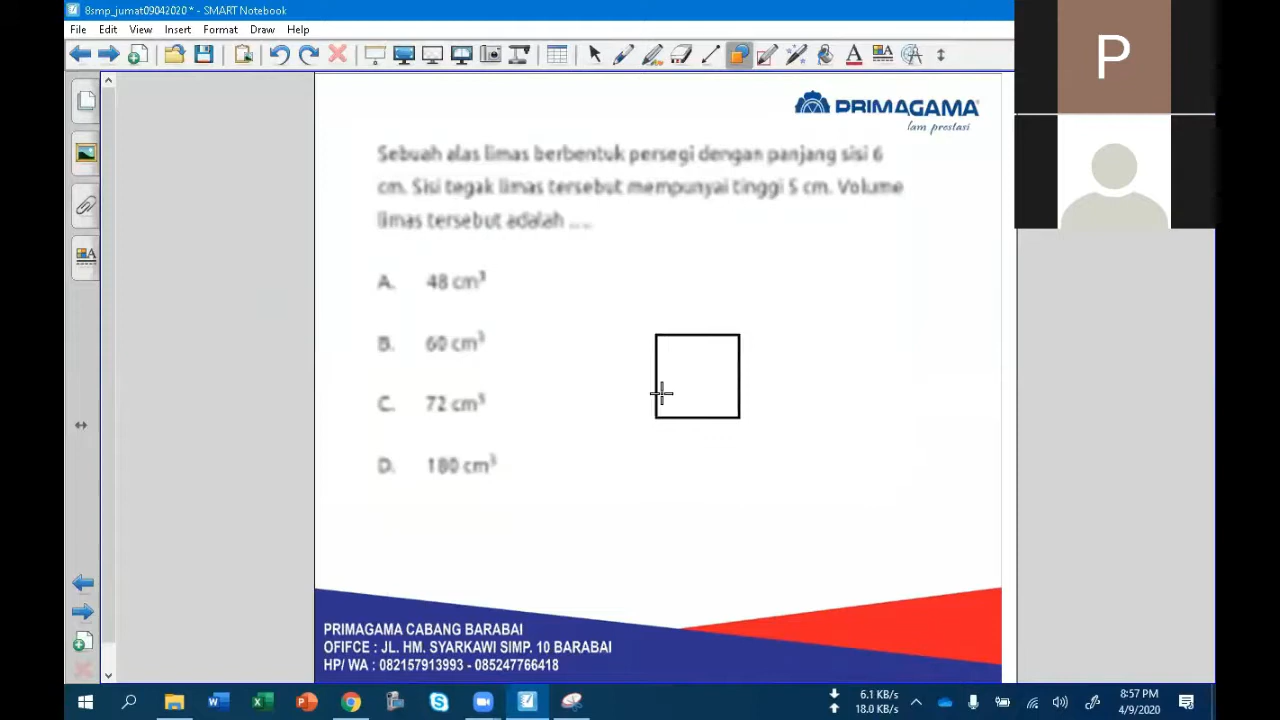 8smp_jumat09042020 * - SMART Notebook
File Edit View Insert Format Draw Help
P
PRIMAGAMA
lam prestasi
Sebuah alas limas berbentuk persegi dengan panjang sisi 6
cm. Sisi tegak limas tersebut mempunyai tinggi 5 cm. Volume
limas tersebut adalah ....
A. 48 cm³
B. 60 cm³
C. 72 cm³
D. 180 cm³
PRIMAGAMA CABANG BARABAI
OFIFCE : JL. HM. SYARKAWI SIMP. 10 BARABAI
HP/ WA : 082157913993 - 085247766418
6.1 KB/s
18.0 KB/s
8:57 PM
4/9/2020